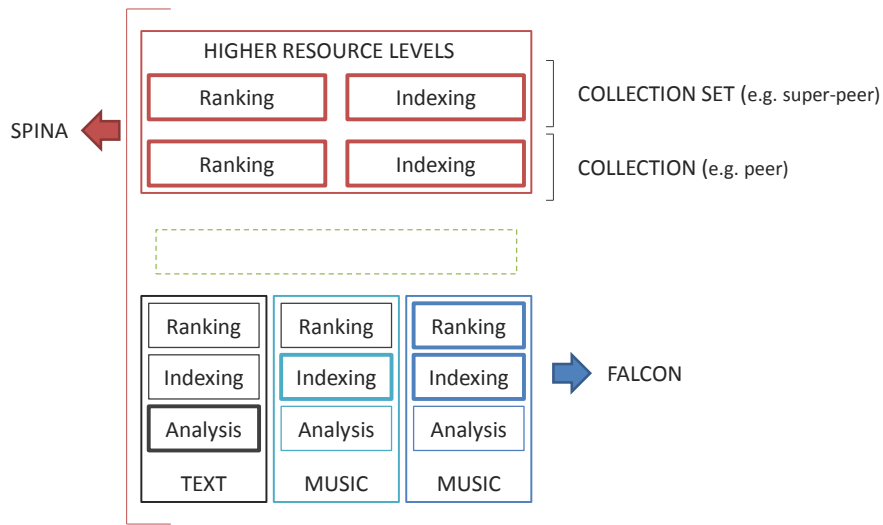 HIGHER RESOURCE LEVELS
Ranking
Indexing
COLLECTION SET (e.g. super-peer)
SPINA
Ranking
Indexing
COLLECTION (e.g. peer)
Ranking
Ranking
Ranking
Indexing
Indexing
Indexing
FALCON
Analysis
Analysis
Analysis
TEXT
MUSIC
MUSIC